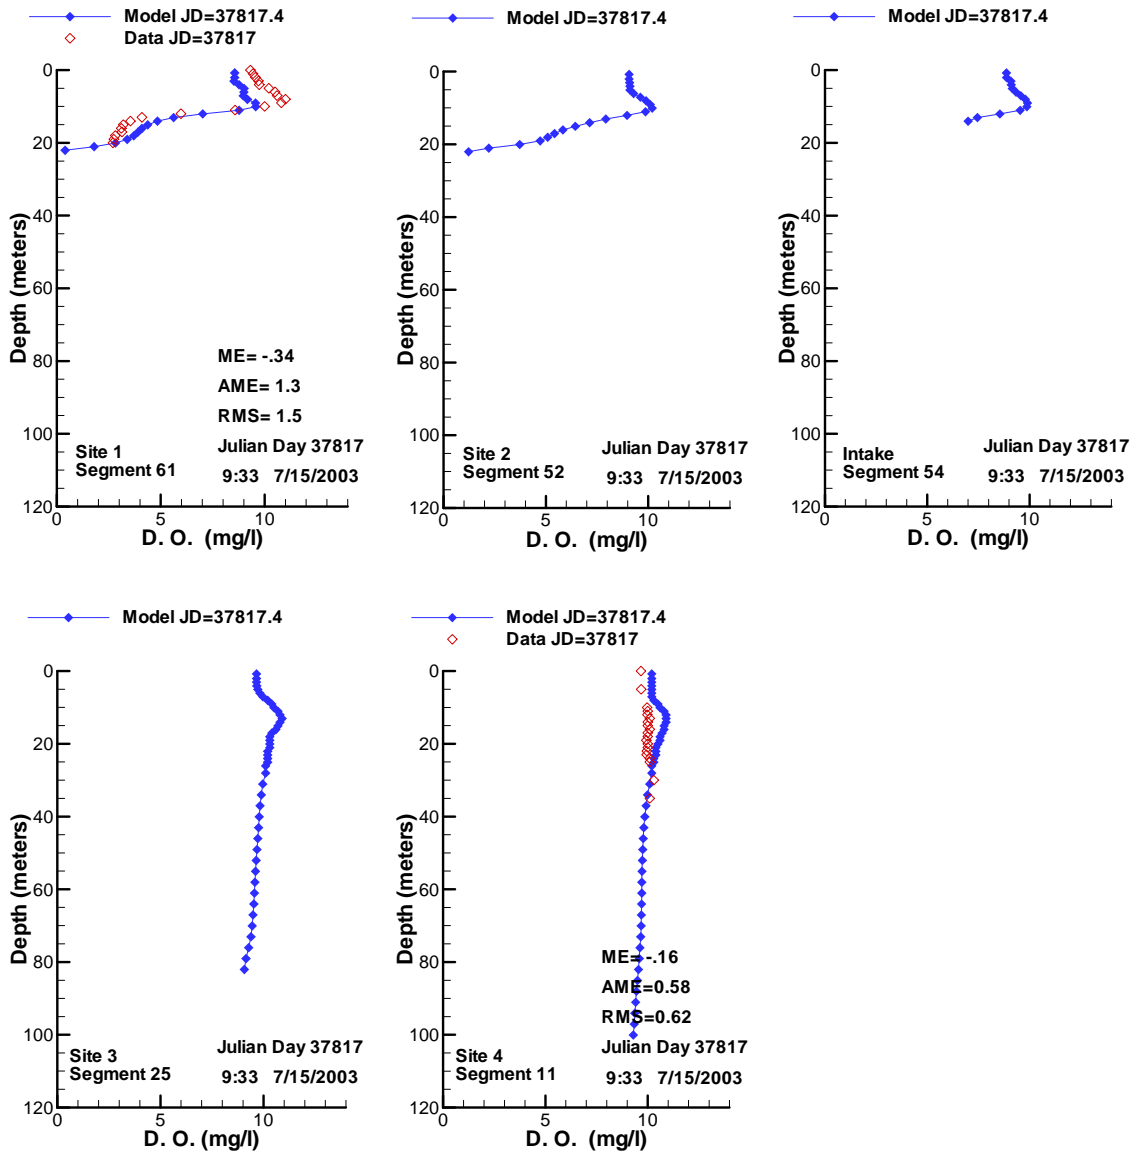 Model JD=37817.4
Data JD=37817
0
20
40
60
80
100
120
Depth (meters)
ME= -.34
AME= 1.3
RMS= 1.5
Site 1
Segment 61
Julian Day 37817
9:33 7/15/2003
0 5 10
D. O. (mg/l)
Model JD=37817.4
0
20
40
60
80
100
120
Depth (meters)
Site 2
Segment 52
Julian Day 37817
9:33 7/15/2003
0 5 10
D. O. (mg/l)
Model JD=37817.4
0
20
40
60
80
100
120
Depth (meters)
Intake
Segment 54
Julian Day 37817
9:33 7/15/2003
0 5 10
D. O. (mg/l)
Model JD=37817.4
0
20
40
60
80
100
120
Depth (meters)
Site 3
Segment 25
Julian Day 37817
9:33 7/15/2003
0 10
D. O. (mg/l)
Model JD=37817.4
Data JD=37817
0
20
40
60
80
100
120
Depth (meters)
ME= -.16
AME=0.58
RMS=0.62
Site 4
Segment 11
Julian Day 37817
9:33 7/15/2003
0 5 10
D. O. (mg/l)